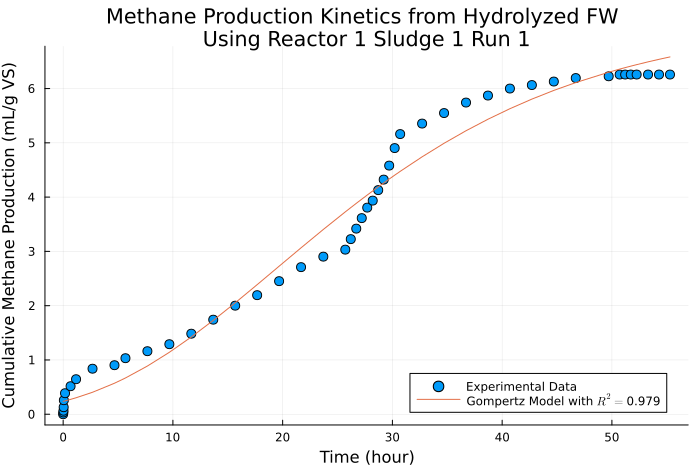 Methane Production Kinetics from Hydrolyzed FW
Using Reactor 1 Sludge 1 Run 1
Cumulative Methane Production (mL/g VS)
6
5
4
3
2
1
0
0 10 20 30 40 50
Time (hour)
Experimental Data
Gompertz Model with R² = 0.979